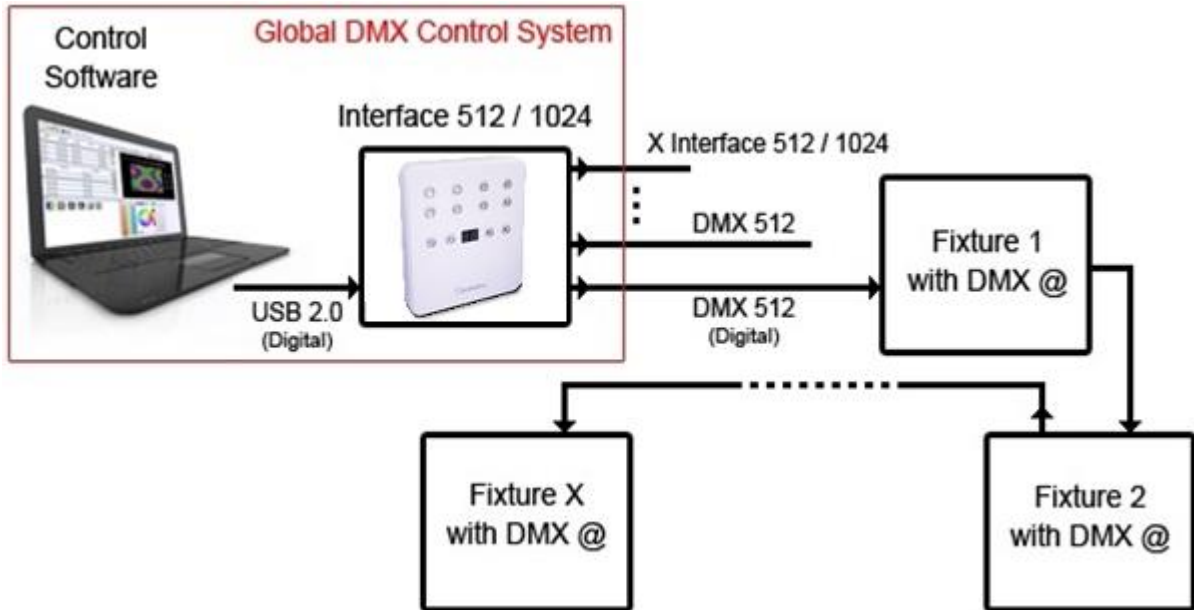 Control
Software
Global DMX Control System
Interface 512 / 1024
X Interface 512 / 1024
DMX 512
USB 2.0
(Digital)
DMX 512
(Digital)
Fixture 1
with DMX @
Fixture X
with DMX @
Fixture 2
with DMX @